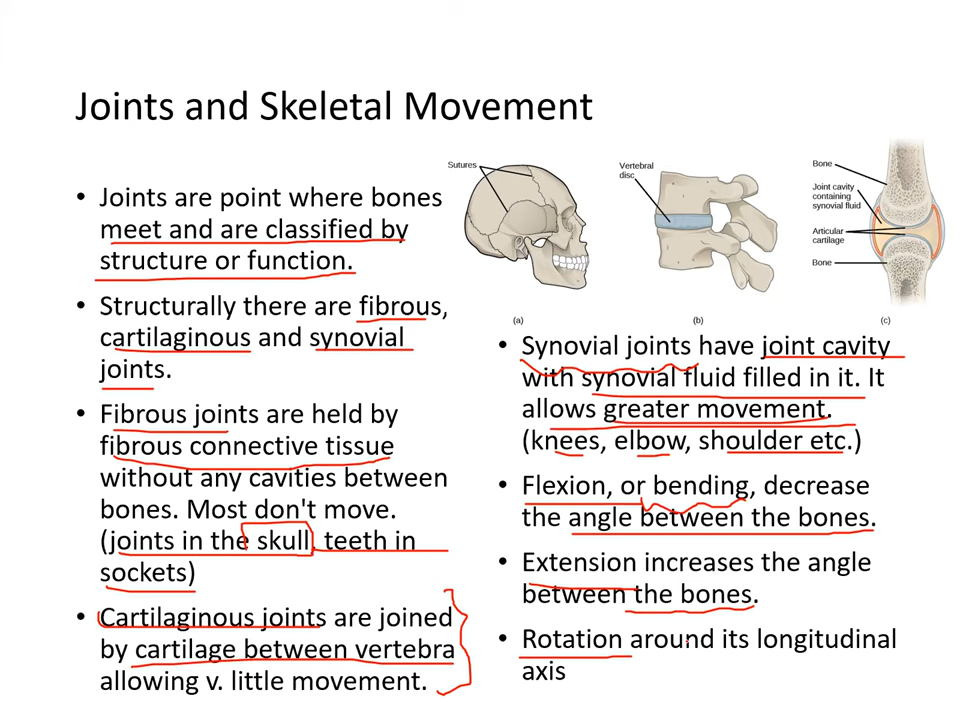 Joints and Skeletal Movement
• Joints are point where bones
meet and are classified by
structure or function.
• Structurally there are fibrous,
cartilaginous and synovial
joints.
• Fibrous joints are held by
fibrous connective tissue
without any cavities between
bones. Most don't move.
(joints in the skull, teeth in
sockets)
• Cartilaginous joints are joined
by cartilage between vertebra
allowing v. little movement.
Sutures
(a)
Vertebral
disc
(b)
Bone
Joint cavity
containing
synovial fluid
Articular
cartilage
Bone
(c)
• Synovial joints have joint cavity
with synovial fluid filled in it. It
allows greater movement.
(knees, elbow, shoulder etc.)
• Flexion, or bending, decrease
the angle between the bones.
• Extension increases the angle
between the bones.
• Rotation around its longitudinal
axis